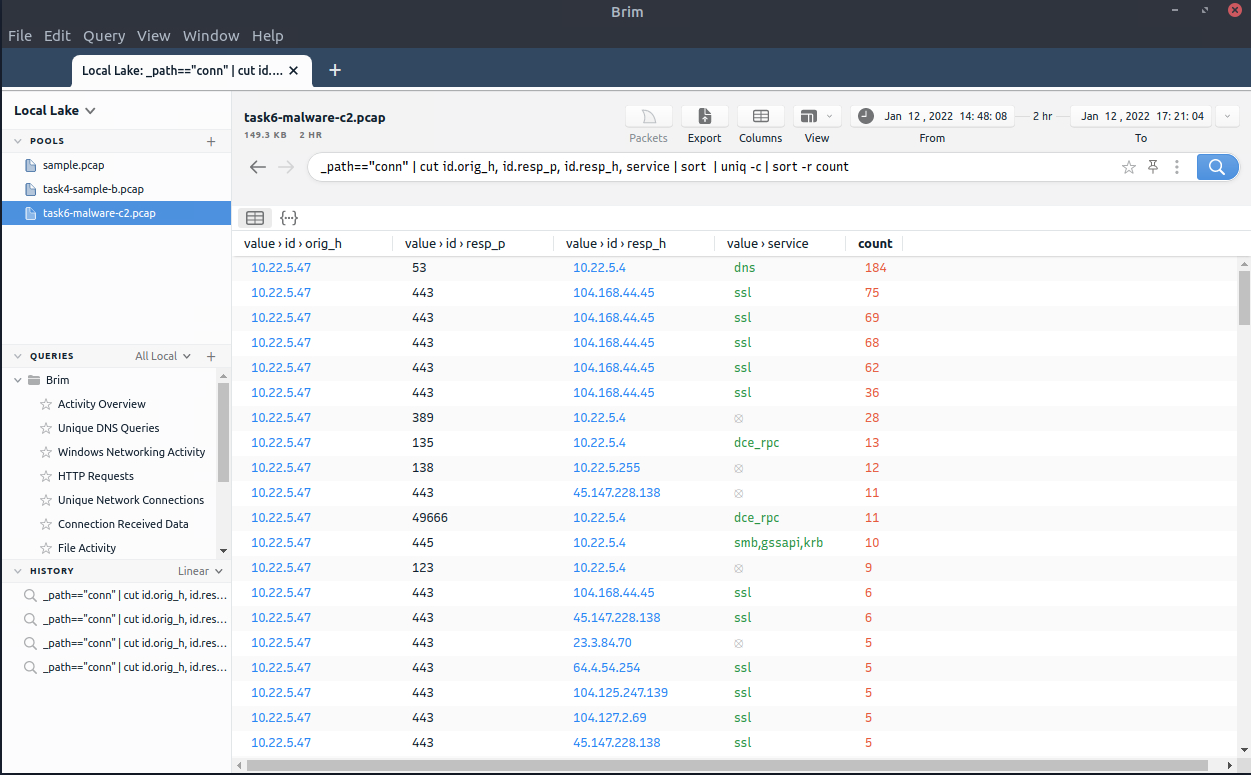 Brim
File Edit Query View Window Help
Local Lake: _path=="conn" | cut id.... ✕ +
Local Lake
POOLS +
sample.pcap
task4-sample-b.pcap
task6-malware-c2.pcap
QUERIES All Local +
Brim
Activity Overview
Unique DNS Queries
Windows Networking Activity
HTTP Requests
Unique Network Connections
Connection Received Data
File Activity
HISTORY Linear
_path=="conn" | cut id.orig_h, id.res...
_path=="conn" | cut id.orig_h, id.res...
_path=="conn" | cut id.orig_h, id.res...
_path=="conn" | cut id.orig_h, id.res...
task6-malware-c2.pcap
149.3 KB 2 HR
Packets Export Columns View
Jan 12 , 2022 14:48:08 2 hr Jan 12 , 2022 17:21:04
From To
_path=="conn" | cut id.orig_h, id.resp_p, id.resp_h, service | sort | uniq -c | sort -r count
value › id › orig_h value › id › resp_p value › id › resp_h value › service count
10.22.5.47 53 10.22.5.4 dns 184
10.22.5.47 443 104.168.44.45 ssl 75
10.22.5.47 443 104.168.44.45 ssl 69
10.22.5.47 443 104.168.44.45 ssl 68
10.22.5.47 443 104.168.44.45 ssl 62
10.22.5.47 443 104.168.44.45 ssl 36
10.22.5.47 389 10.22.5.4 ⦻ 28
10.22.5.47 135 10.22.5.4 dce_rpc 13
10.22.5.47 138 10.22.5.255 ⦻ 12
10.22.5.47 443 45.147.228.138 ⦻ 11
10.22.5.47 49666 10.22.5.4 dce_rpc 11
10.22.5.47 445 10.22.5.4 smb,gssapi,krb 10
10.22.5.47 123 10.22.5.4 ⦻ 9
10.22.5.47 443 104.168.44.45 ssl 6
10.22.5.47 443 45.147.228.138 ssl 6
10.22.5.47 443 23.3.84.70 ⦻ 5
10.22.5.47 443 64.4.54.254 ssl 5
10.22.5.47 443 104.125.247.139 ssl 5
10.22.5.47 443 104.127.2.69 ssl 5
10.22.5.47 443 45.147.228.138 ssl 5